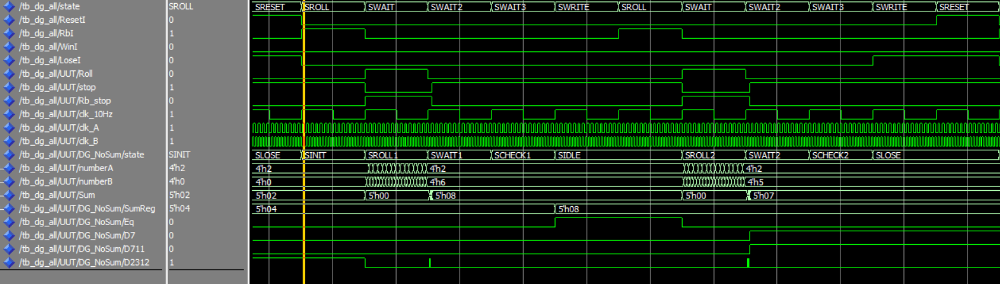 /tb_dg_all/state SROLL SRESET SROLL SWAIT SWAIT2 SWAIT3 SWRITE SROLL SWAIT SWAIT2 SWAIT3 SWRITE SRESET
/tb_dg_all/ResetI 0
/tb_dg_all/RbI 1
/tb_dg_all/WinI 0
/tb_dg_all/LoseI 0
/tb_dg_all/UUT/Roll 0
/tb_dg_all/UUT/stop 1
/tb_dg_all/UUT/Rb_stop 0
/tb_dg_all/UUT/clk_10Hz 1
/tb_dg_all/UUT/clk_A 1
/tb_dg_all/UUT/clk_B 1
/tb_dg_all/UUT/DG_NoSum/state SINIT SLOSE SINIT SROLL1 SWAIT1 SCHECK1 SIDLE SROLL2 SWAIT2 SCHECK2 SLOSE
/tb_dg_all/UUT/numberA 4'h2 4'h2 4'h2 4'h2
/tb_dg_all/UUT/numberB 4'h0 4'h0 4'h6 4'h5
/tb_dg_all/UUT/Sum 5'h02 5'h02 5'h00 5'h08 5'h00 5'h07
/tb_dg_all/UUT/DG_NoSum/SumReg 5'h04 5'h04 5'h08
/tb_dg_all/UUT/DG_NoSum/Eq 0
/tb_dg_all/UUT/DG_NoSum/D7 0
/tb_dg_all/UUT/DG_NoSum/D711 0
/tb_dg_all/UUT/DG_NoSum/D2312 1